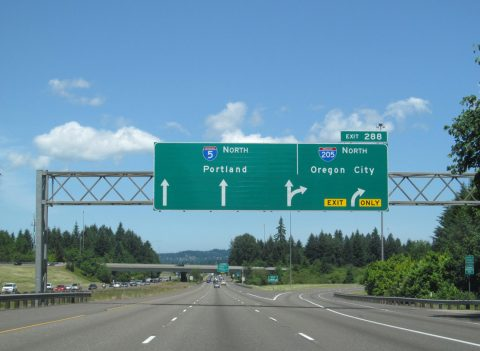 EXIT 288
5 NORTH
Portland
205 NORTH
Oregon City
EXIT ONLY